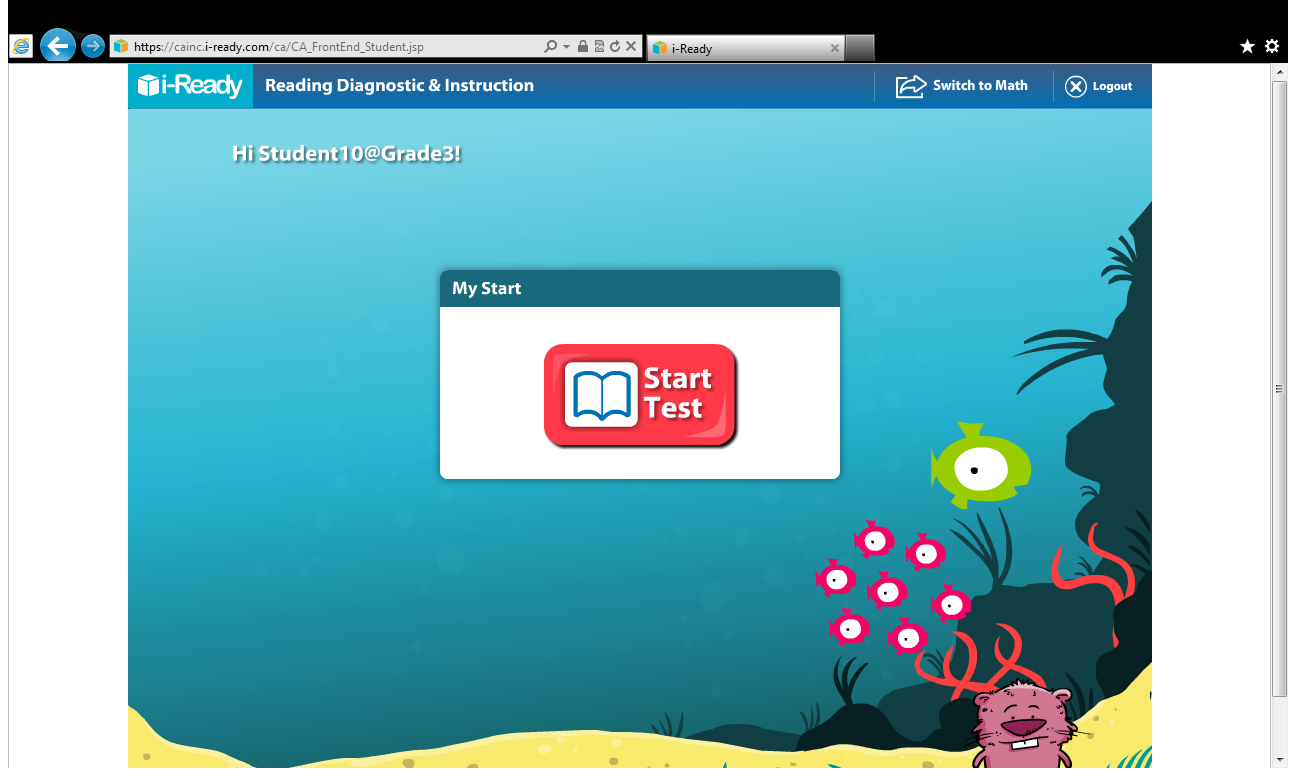 https://cainc.i-ready.com/ca/CA_FrontEnd_Student.jsp
i-Ready
i-Ready
Reading Diagnostic & Instruction
Switch to Math
Logout
Hi Student10@Grade3!
My Start
Start
Test